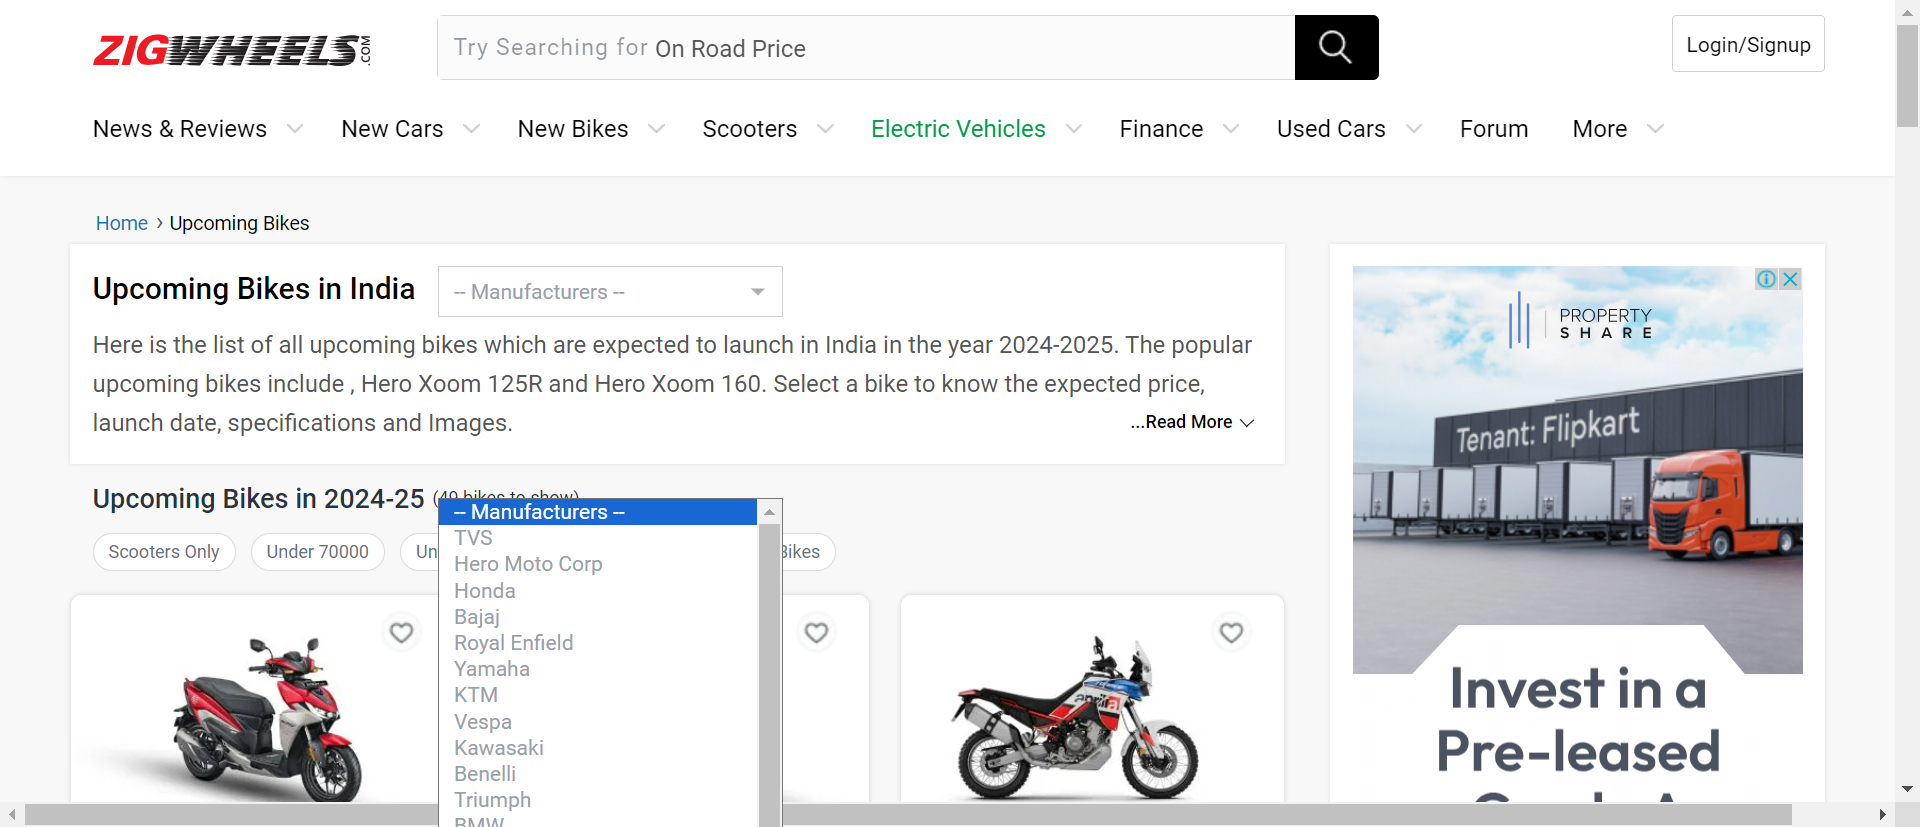 ZIGWHEELS.COM
Try Searching for On Road Price
Login/Signup
News & Reviews New Cars New Bikes Scooters Electric Vehicles Finance Used Cars Forum More
Home › Upcoming Bikes
Upcoming Bikes in India
-- Manufacturers --
Here is the list of all upcoming bikes which are expected to launch in India in the year 2024-2025. The popular
upcoming bikes include , Hero Xoom 125R and Hero Xoom 160. Select a bike to know the expected price,
launch date, specifications and Images.
...Read More
Upcoming Bikes in 2024-25 (49 bikes to show)
Scooters Only Under 70000 Un Bikes
-- Manufacturers --
TVS
Hero Moto Corp
Honda
Bajaj
Royal Enfield
Yamaha
KTM
Vespa
Kawasaki
Benelli
Triumph
BMW
aprilia
PROPERTY
SHARE
Tenant: Flipkart
Invest in a
Pre-leased